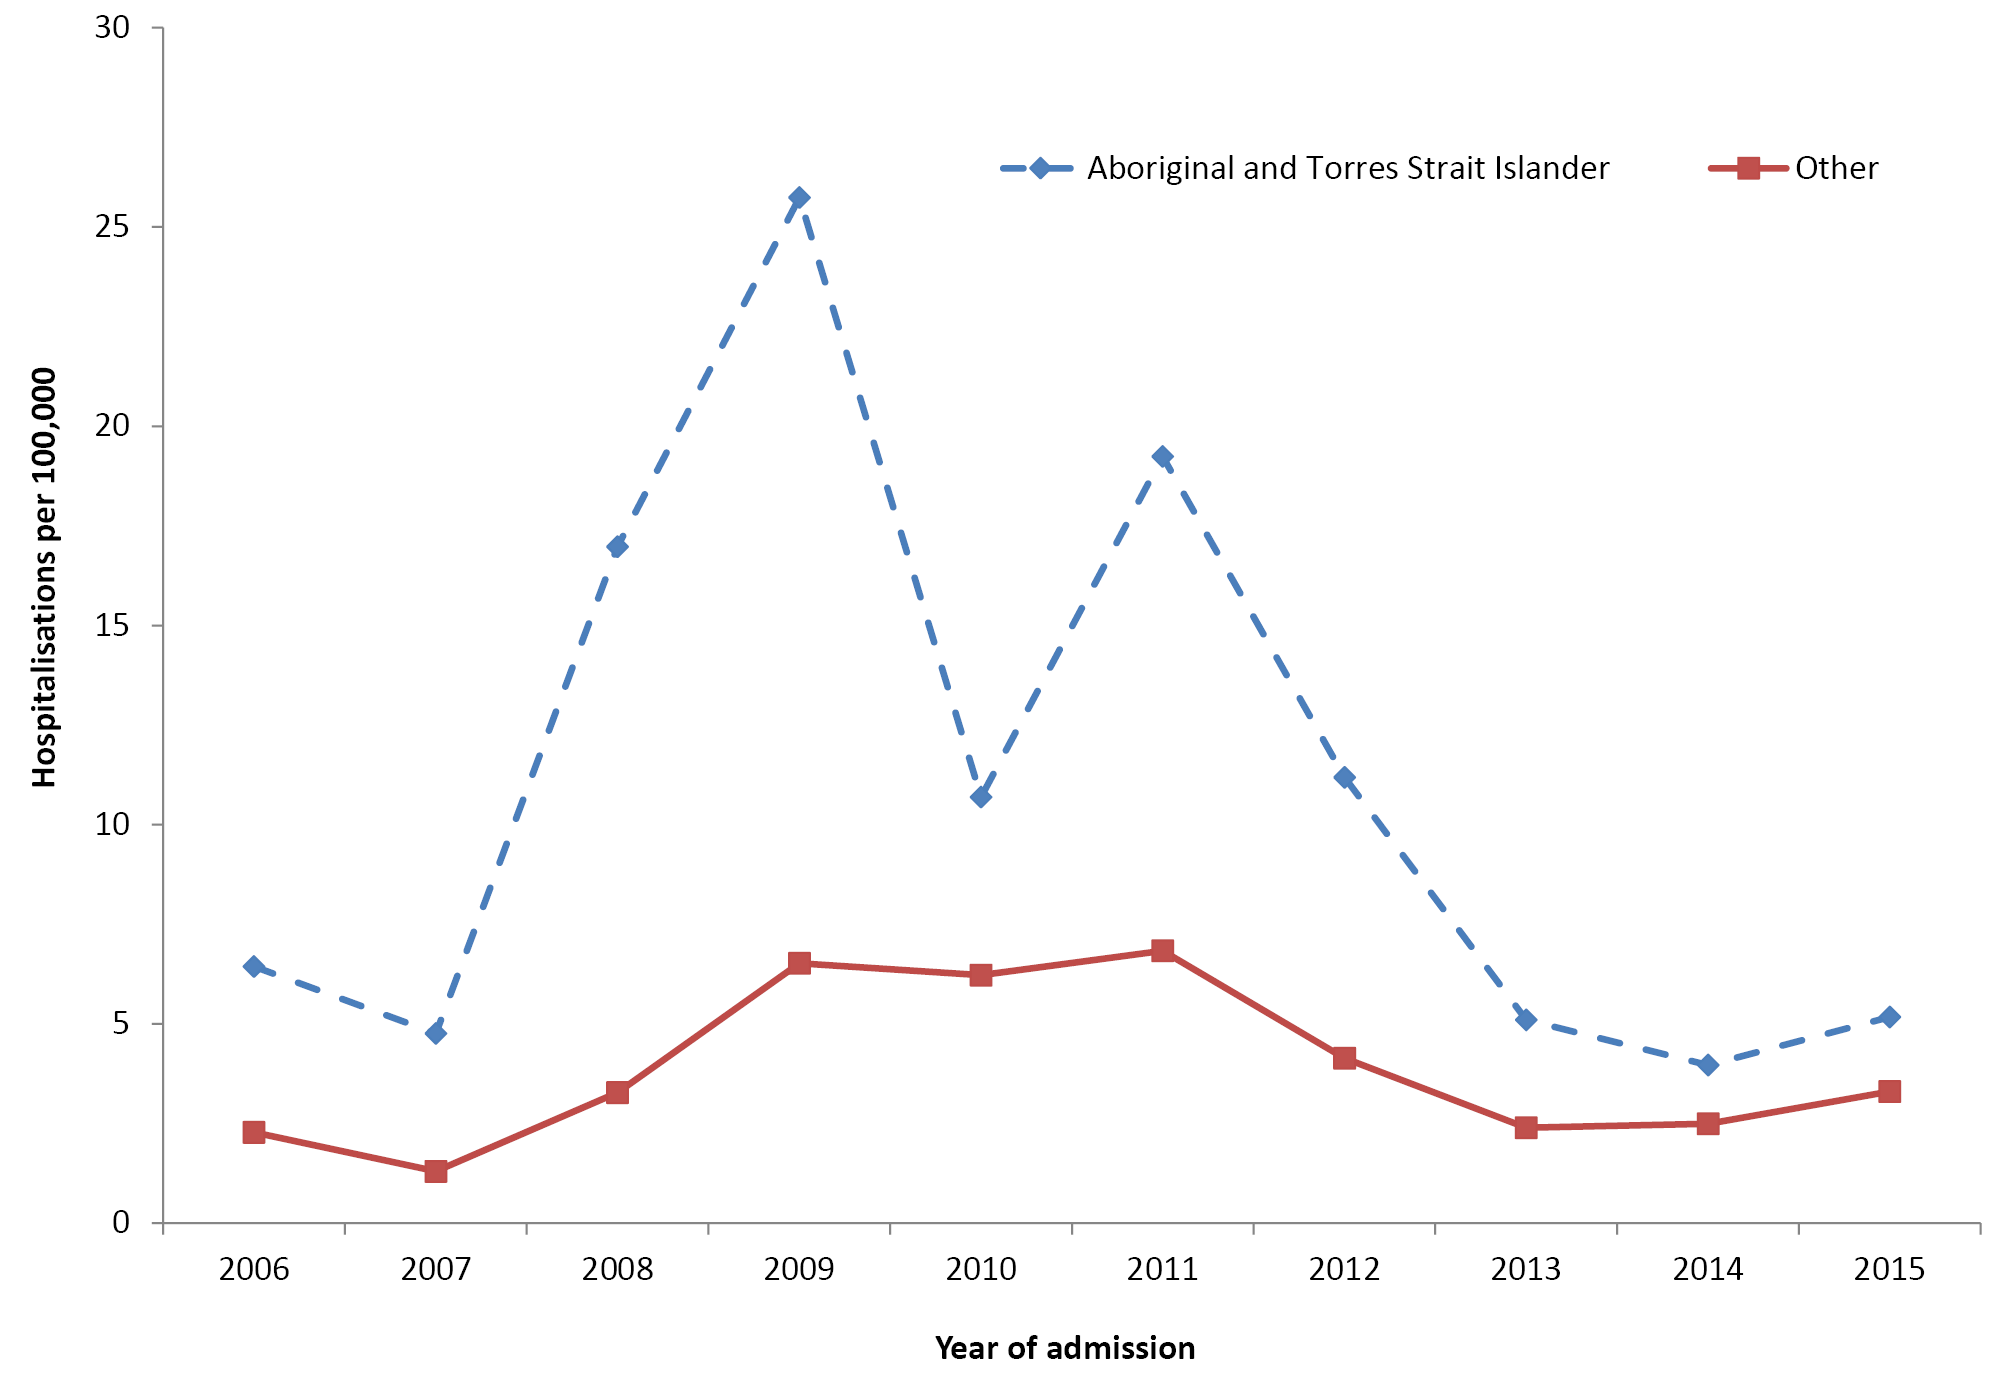 30
Aboriginal and Torres Strait Islander
Other
25
20
15
10
5
0
Hospitalisations per 100,000
2006 2007 2008 2009 2010 2011 2012 2013 2014 2015
Year of admission